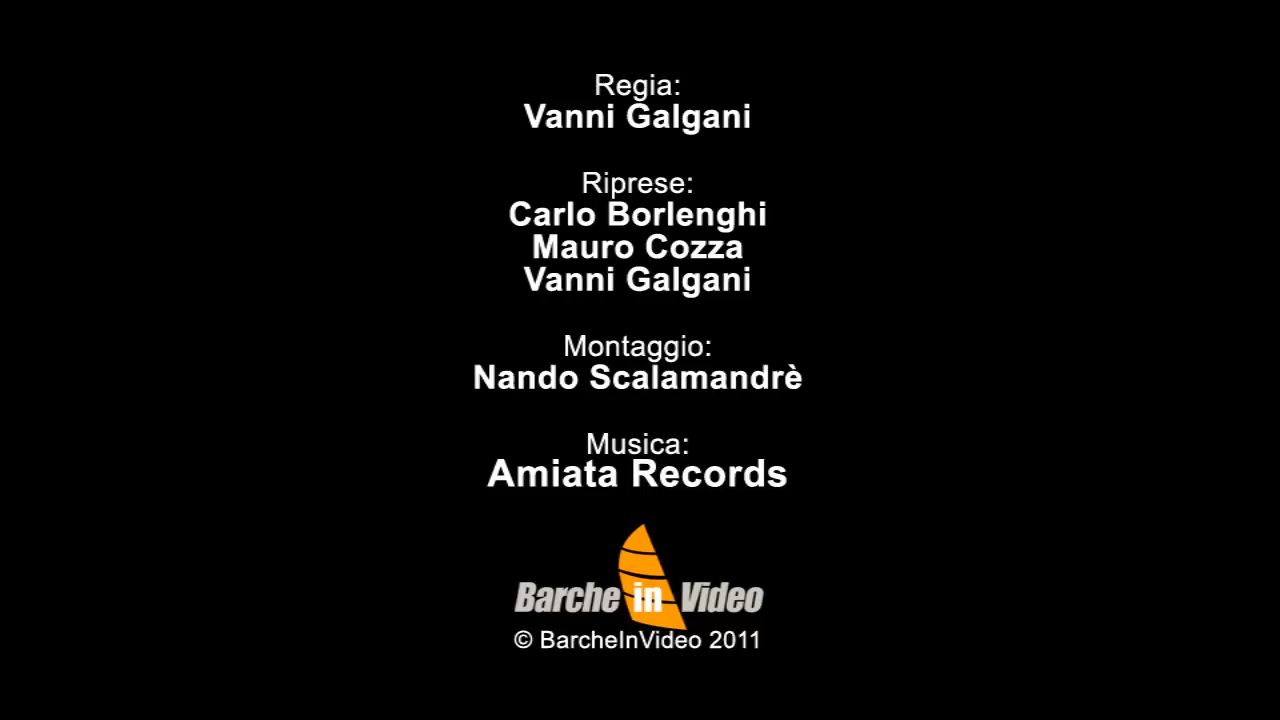 Regia:
Vanni Galgani
Riprese:
Carlo Borlenghi
Mauro Cozza
Vanni Galgani
Montaggio:
Nando Scalamandrè
Musica:
Amiata Records
Barche in Video
© BarcheInVideo 2011